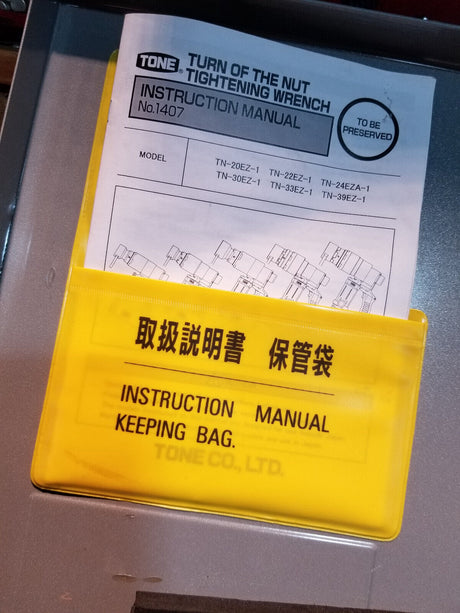 TONE®
TURN OF THE NUT
TIGHTENING WRENCH
INSTRUCTION MANUAL
No.1407
TO BE
PRESERVED
MODEL
TN-20EZ-1 TN-22EZ-1 TN-24EZA-1
TN-30EZ-1 TN-33EZ-1 TN-39EZ-1
取扱説明書 保管袋
INSTRUCTION MANUAL
KEEPING BAG.
TONE CO., LTD.